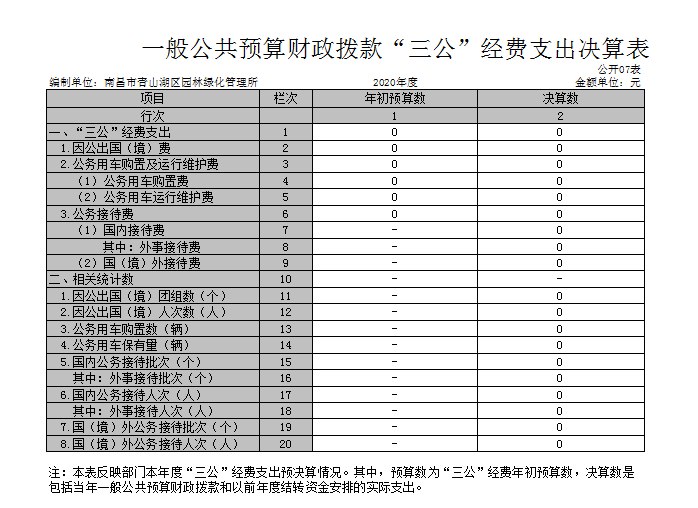 一般公共预算财政拨款“三公”经费支出决算表
公开07表
编制单位：南昌市青山湖区园林绿化管理所 2020年度 金额单位：元
项目 栏次 年初预算数 决算数
行次 1 2
一、“三公”经费支出 1 0 0
1.因公出国（境）费 2 0 0
2.公务用车购置及运行维护费 3 0 0
（1）公务用车购置费 4 0 0
（2）公务用车运行维护费 5 0 0
3.公务接待费 6 0 0
（1）国内接待费 7 - 0
其中：外事接待费 8 - 0
（2）国（境）外接待费 9 - 0
二、相关统计数 10 - -
1.因公出国（境）团组数（个） 11 - 0
2.因公出国（境）人次数（人） 12 - 0
3.公务用车购置数（辆） 13 - 0
4.公务用车保有量（辆） 14 - 0
5.国内公务接待批次（个） 15 - 0
其中：外事接待批次（个） 16 - 0
6.国内公务接待人次（人） 17 - 0
其中：外事接待人次（人） 18 - 0
7.国（境）外公务接待批次（个） 19 - 0
8.国（境）外公务接待人次（人） 20 - 0
注：本表反映部门本年度“三公”经费支出预决算情况。其中，预算数为“三公”经费年初预算数，决算数是
包括当年一般公共预算财政拨款和以前年度结转资金安排的实际支出。